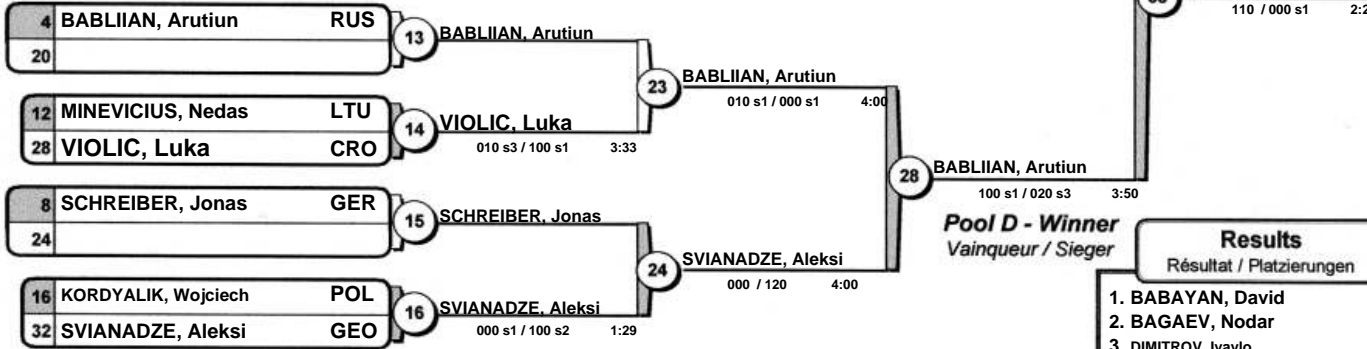 4 BABLIIAN, Arutiun RUS
20
13 BABLIIAN, Arutiun
12 MINEVICIUS, Nedas LTU
28 VIOLIC, Luka CRO
14 VIOLIC, Luka
010 s3 / 100 s1 3:33
23 BABLIIAN, Arutiun
010 s1 / 000 s1 4:00
8 SCHREIBER, Jonas GER
24
15 SCHREIBER, Jonas
16 KORDYALIK, Wojciech POL
32 SVIANADZE, Aleksi GEO
16 SVIANADZE, Aleksi
000 s1 / 100 s2 1:29
24 SVIANADZE, Aleksi
000 / 120 4:00
28 BABLIIAN, Arutiun
100 s1 / 020 s3 3:50
Pool D - Winner
Vainqueur / Sieger
110 / 000 s1
Results
Résultat / Platzierungen
1. BABAYAN, David
2. BAGAEV, Nodar
3. DIMITROV, Ivaylo